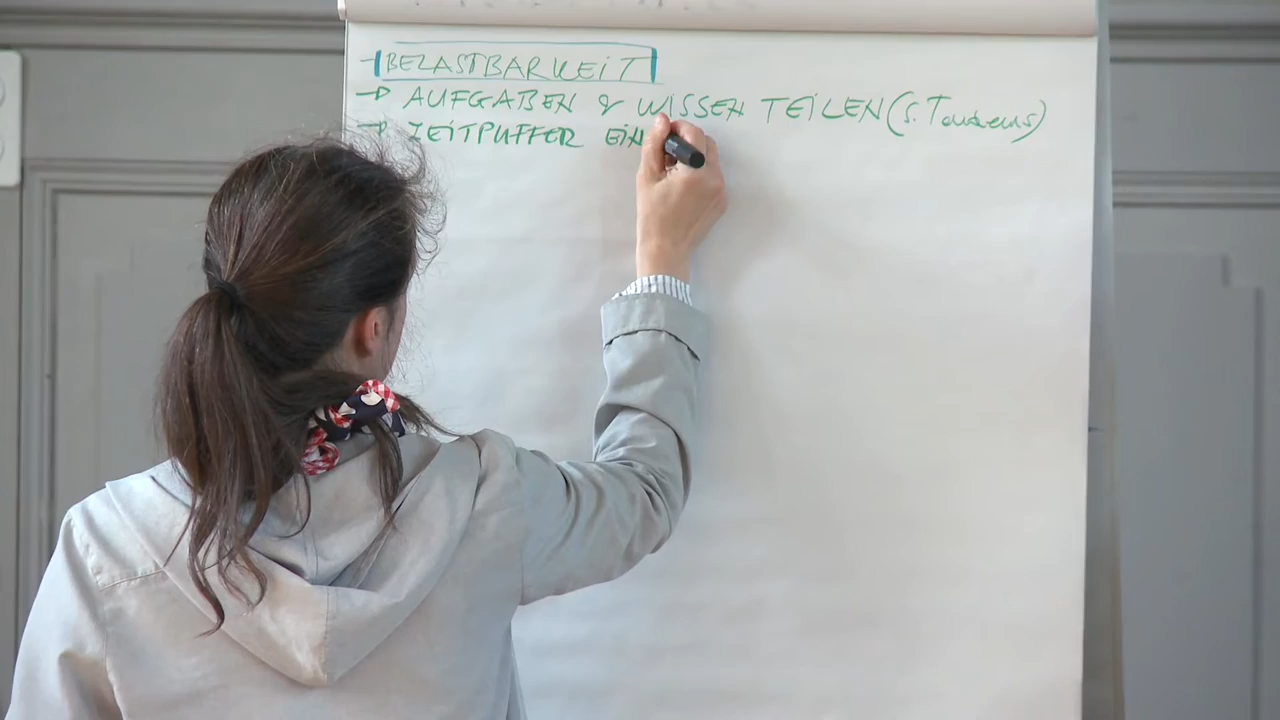 BELASTBARKEIT
→ AUFGABEN & WISSEN TEILEN (s. Tandems)
→ ZEITPUFFER EIN